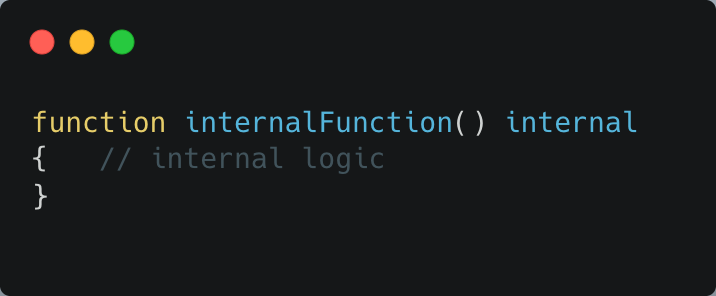 function internalFunction() internal
{   // internal logic
}